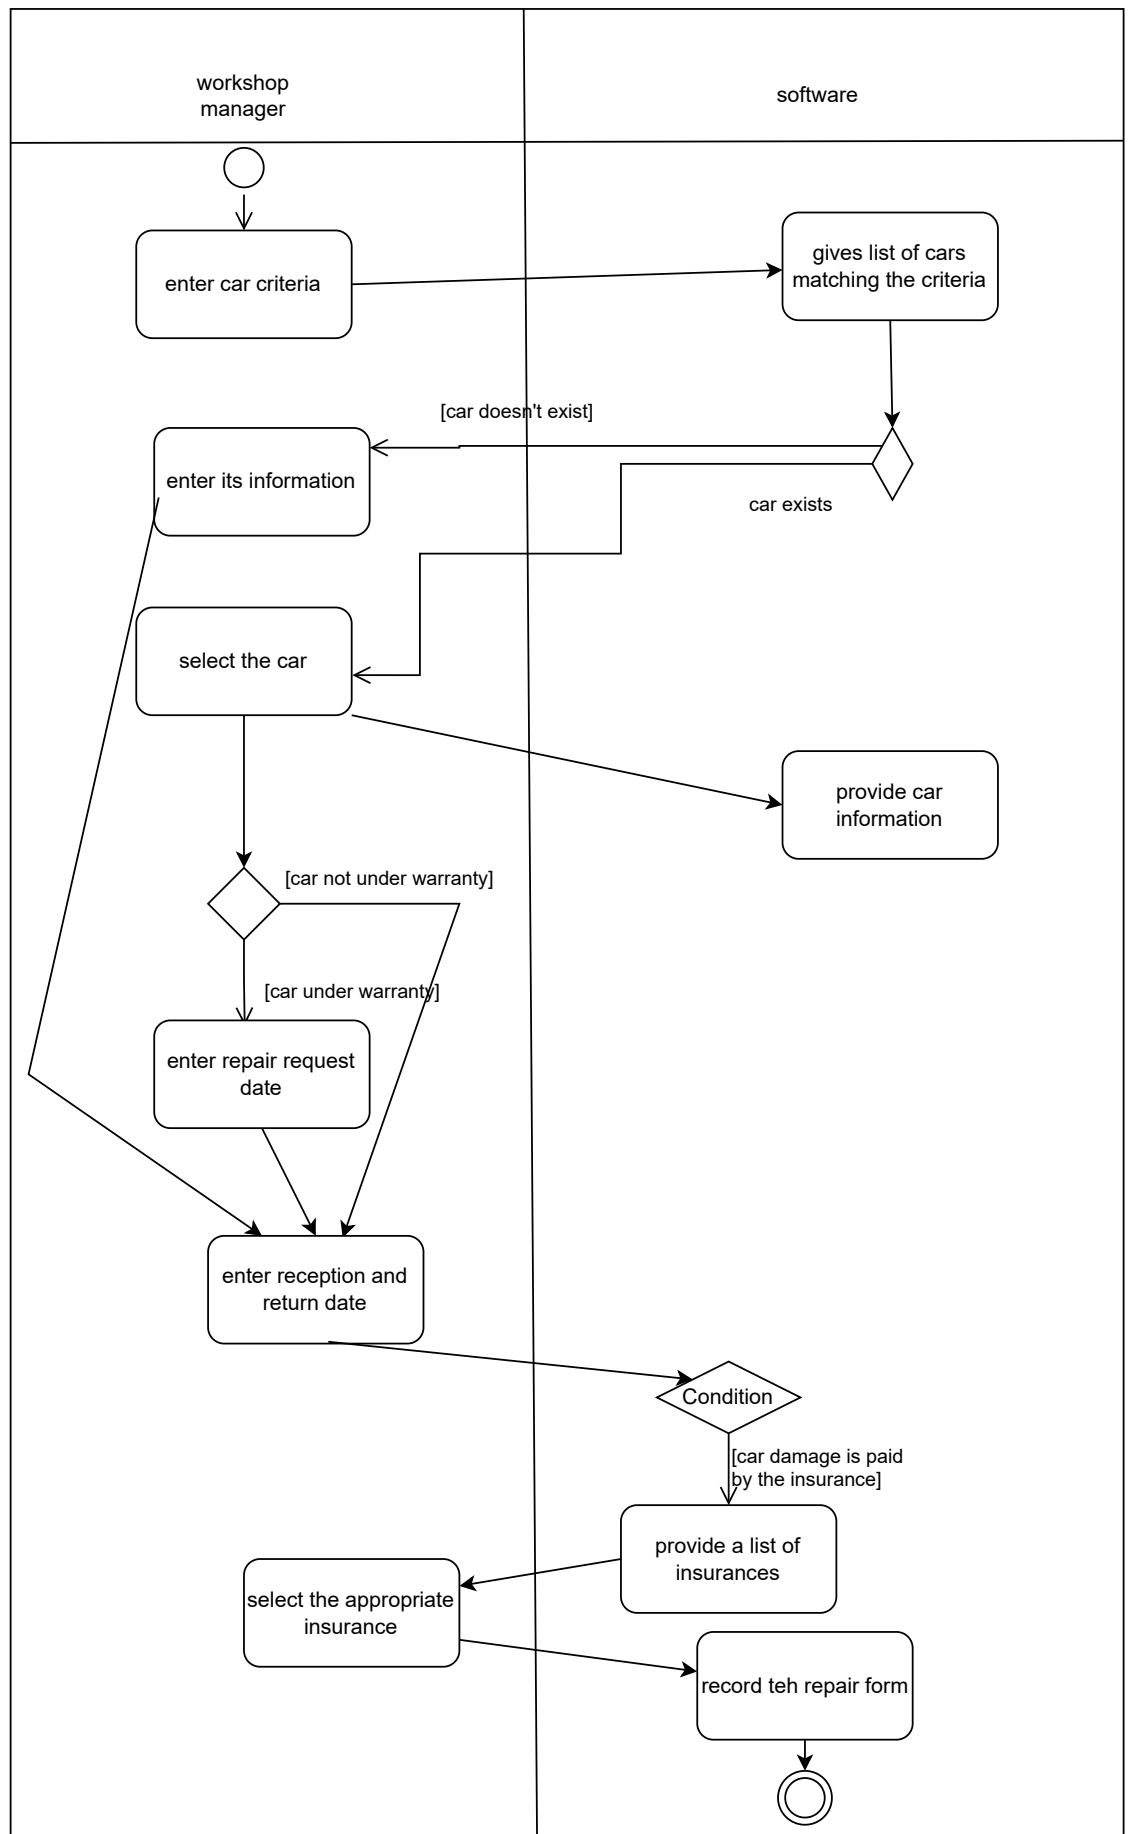 workshop
manager
software
enter car criteria
gives list of cars
matching the criteria
[car doesn't exist]
enter its information
car exists
select the car
provide car
information
[car not under warranty]
[car under warranty]
enter repair request
date
enter reception and
return date
Condition
[car damage is paid
by the insurance]
provide a list of
insurances
select the appropriate
insurance
record teh repair form